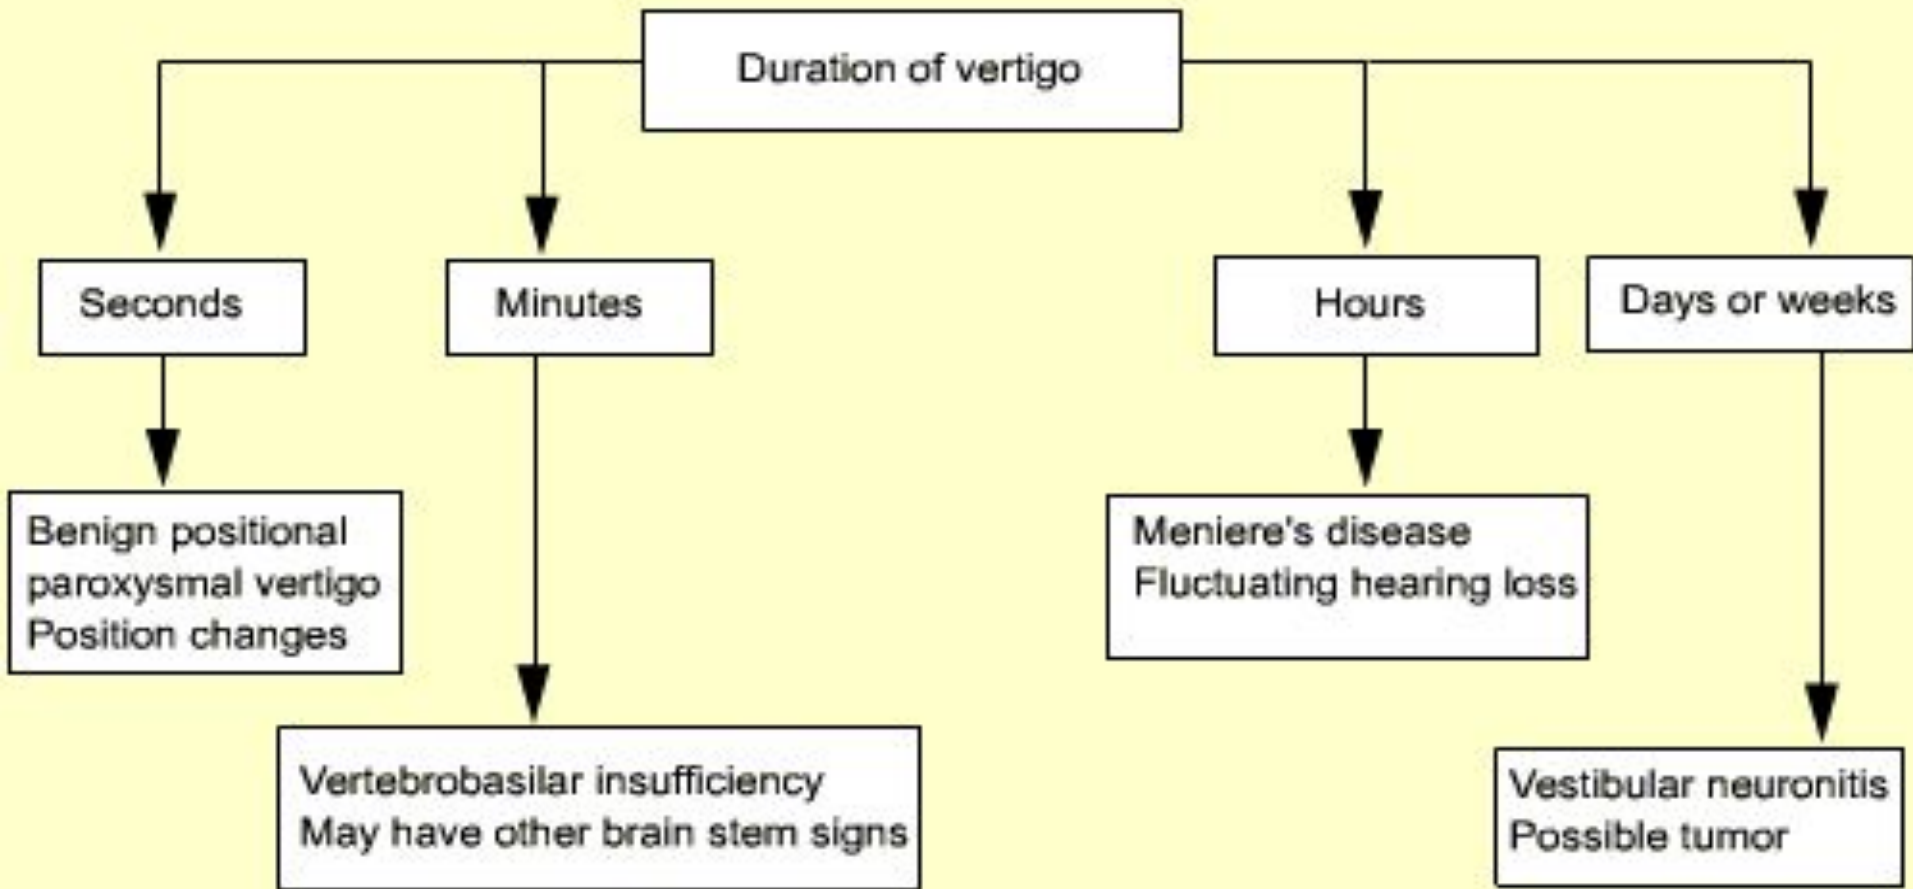 Duration of vertigo
Seconds
Minutes
Hours
Days or weeks
Benign positional
paroxysmal vertigo
Position changes
Meniere's disease
Fluctuating hearing loss
Vertebrobasilar insufficiency
May have other brain stem signs
Vestibular neuronitis
Possible tumor